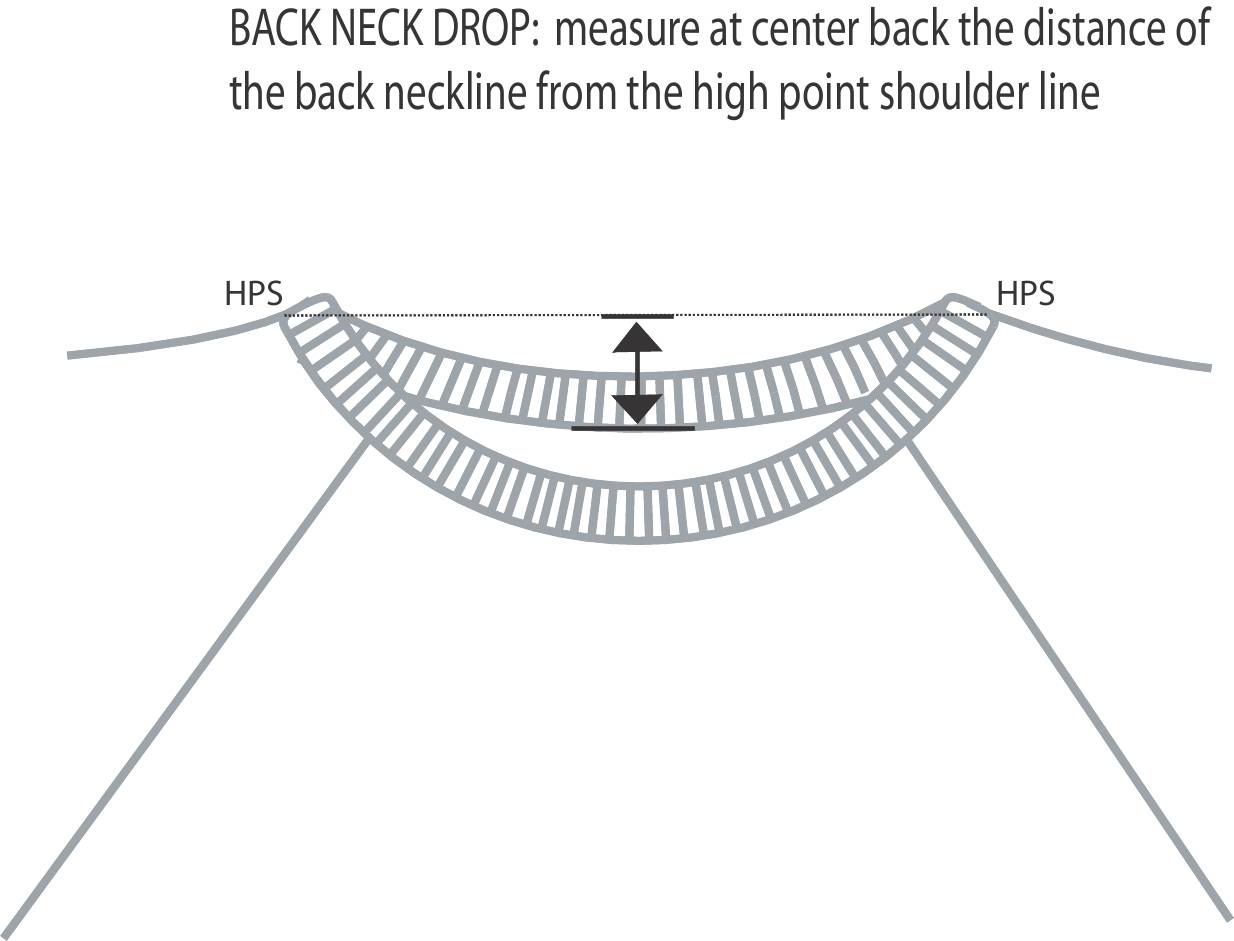 BACK NECK DROP: measure at center back the distance of
the back neckline from the high point shoulder line
HPS
HPS